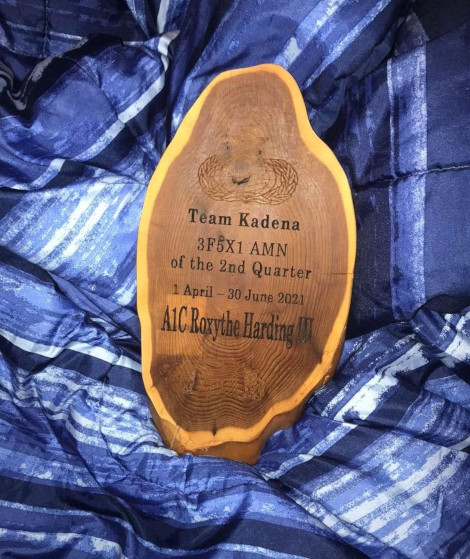 Team Kadena
3F5X1 AMN
of the 2nd Quarter
1 April – 30 June 2021
A1C Roxythe Harding III